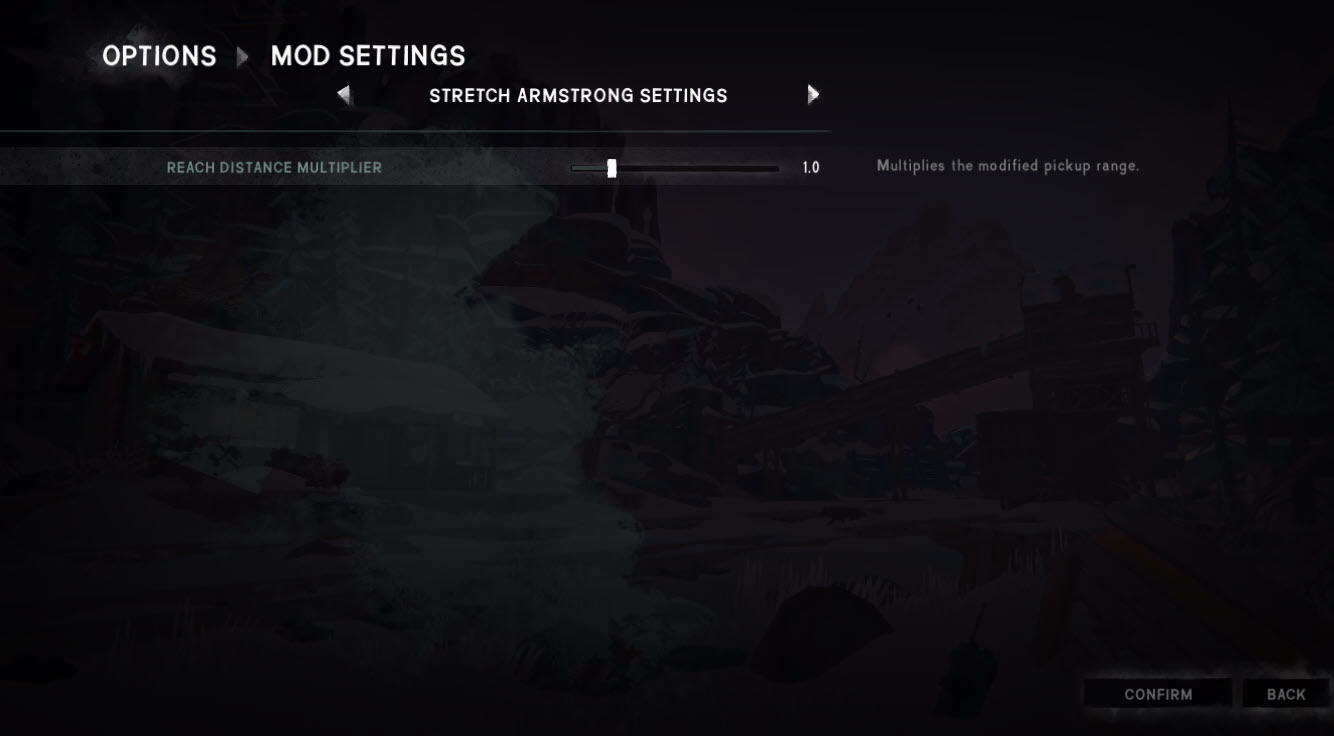 OPTIONS MOD SETTINGS
STRETCH ARMSTRONG SETTINGS
REACH DISTANCE MULTIPLIER 1.0 Multiplies the modified pickup range.
CONFIRM BACK